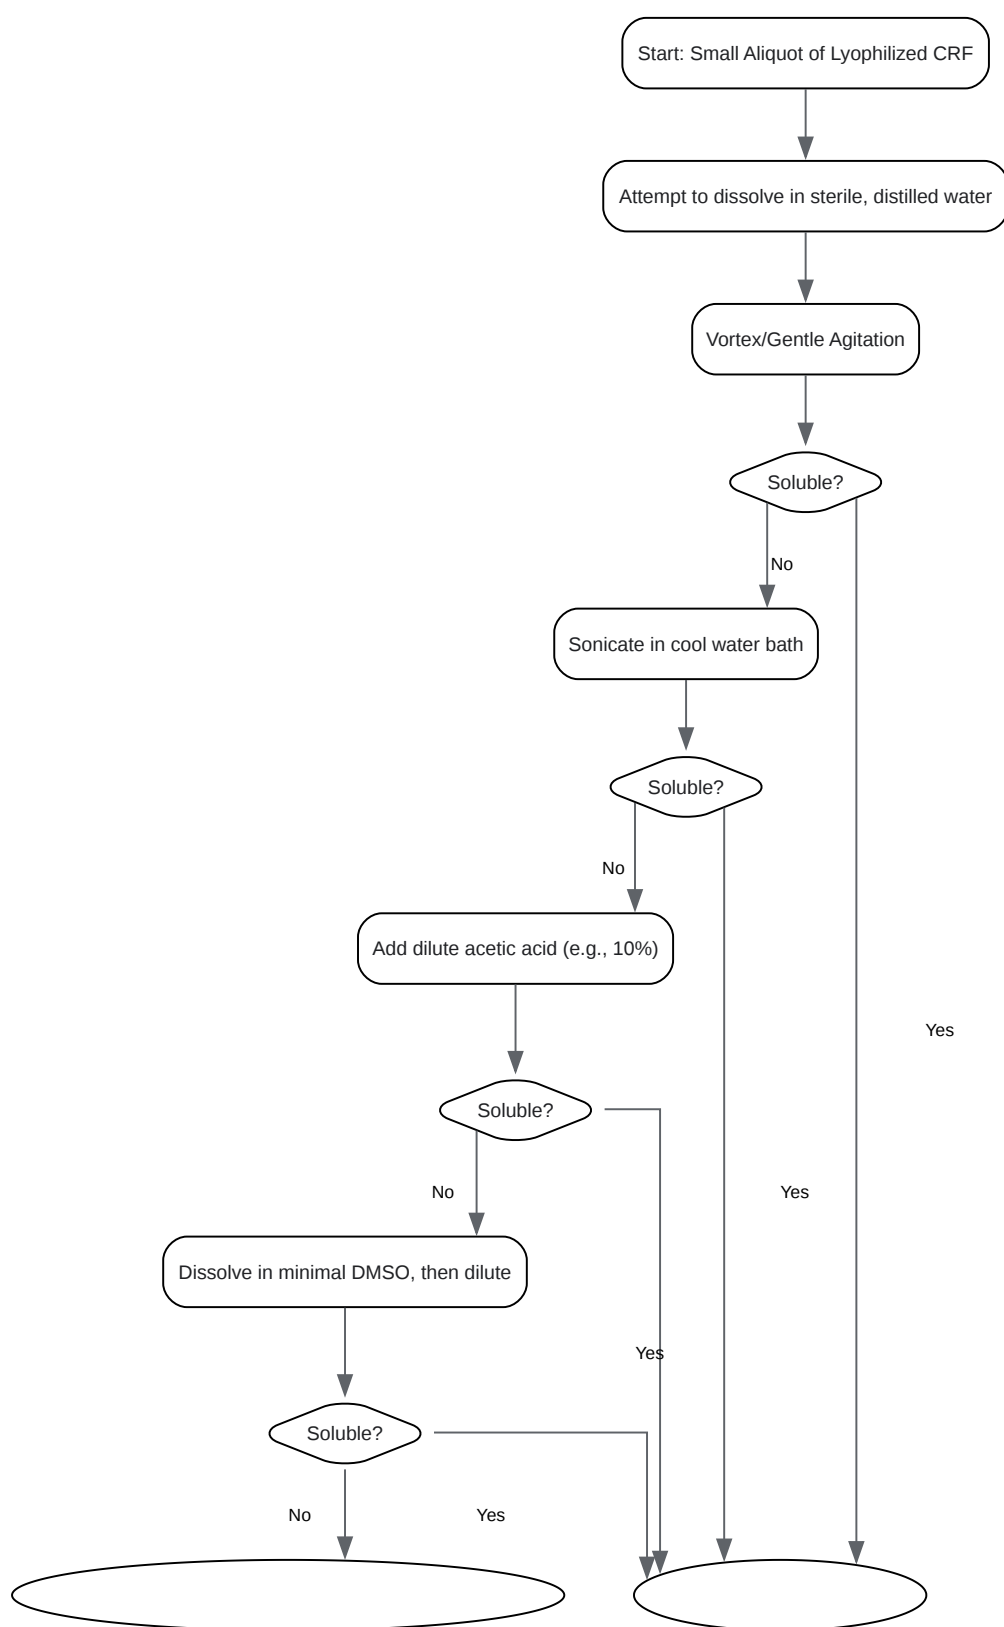 Start: Small Aliquot of Lyophilized CRF
Attempt to dissolve in sterile, distilled water
Vortex/Gentle Agitation
Soluble?
No
Sonicate in cool water bath
Soluble?
No
Add dilute acetic acid (e.g., 10%)
Yes
Soluble?
No
Yes
Dissolve in minimal DMSO, then dilute
Yes
Soluble?
No
Yes